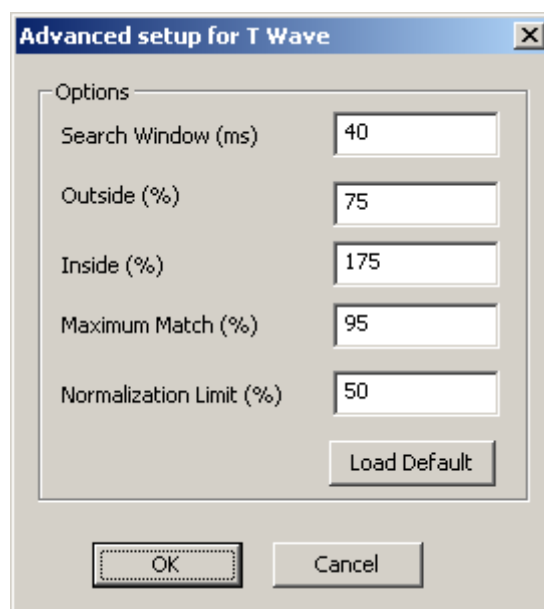 Advanced setup for T Wave
Options
Search Window (ms) 40
Outside (%) 75
Inside (%) 175
Maximum Match (%) 95
Normalization Limit (%) 50
Load Default
OK Cancel